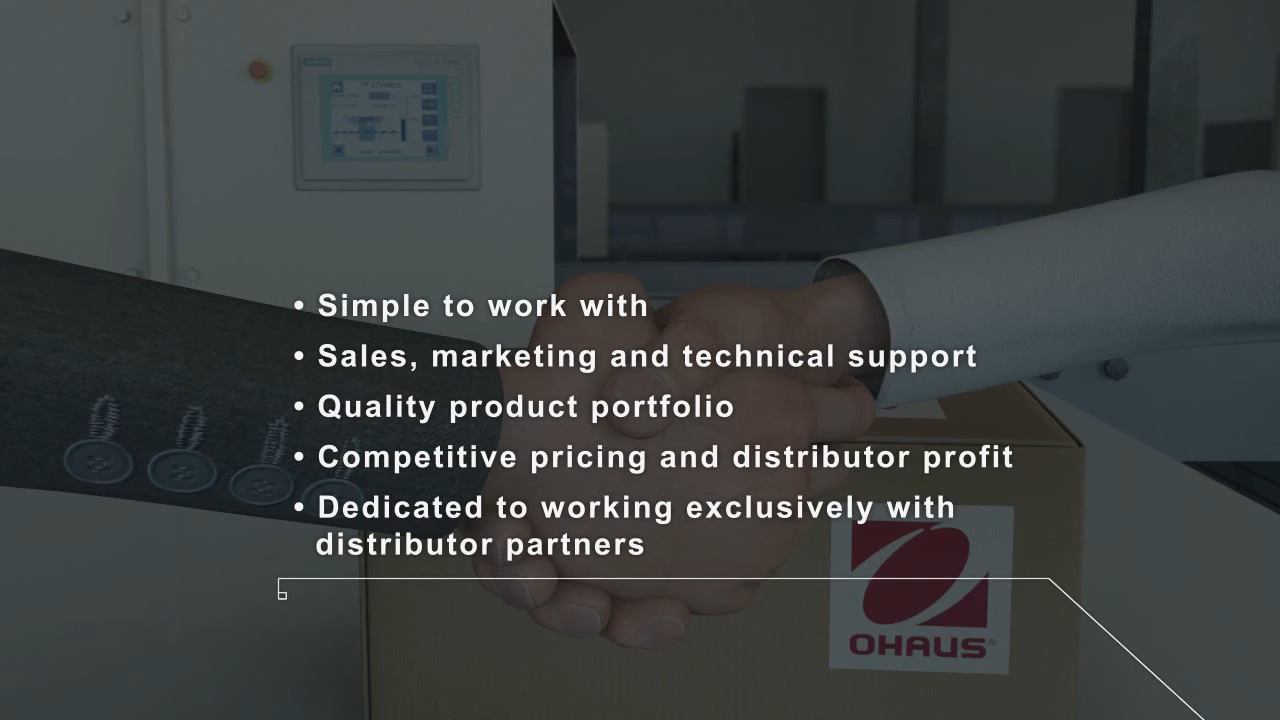 • Simple to work with
• Sales, marketing and technical support
• Quality product portfolio
• Competitive pricing and distributor profit
• Dedicated to working exclusively with
distributor partners
OHAUS®